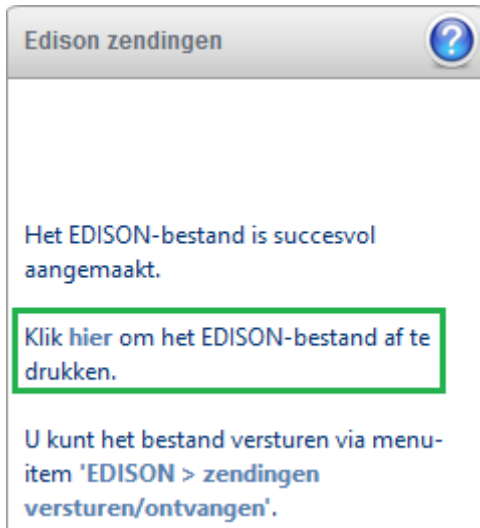 Edison zendingen
?
Het EDISON-bestand is succesvol
aangemaakt.
Klik hier om het EDISON-bestand af te
drukken.
U kunt het bestand versturen via menu-
item 'EDISON > zendingen
versturen/ontvangen'.